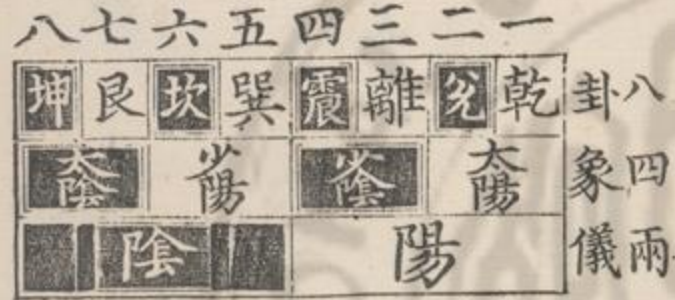 一二三四五六七八
八卦
乾兊離震巽坎艮坤
四象
太陽少陰少陽太陰
兩儀
陽陰